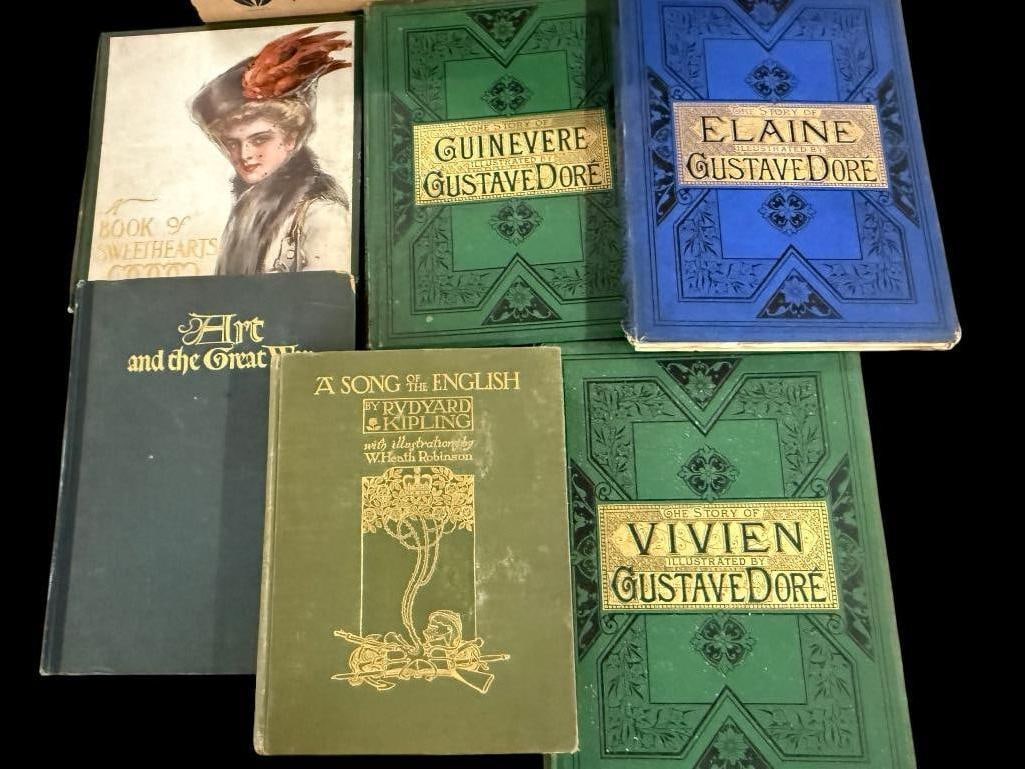 A
BOOK of
SWEETHEARTS
THE STORY OF
GUINEVERE
ILLUSTRATED BY
GUSTAVE DORÉ
THE STORY OF
ELAINE
ILLUSTRATED BY
GUSTAVE DORÉ
Art
and the Great War
A SONG OF THE ENGLISH
BY RVDYARD
KIPLING
with illustrations by
W. Heath Robinson
THE STORY OF
VIVIEN
ILLUSTRATED BY
GUSTAVE DORÉ